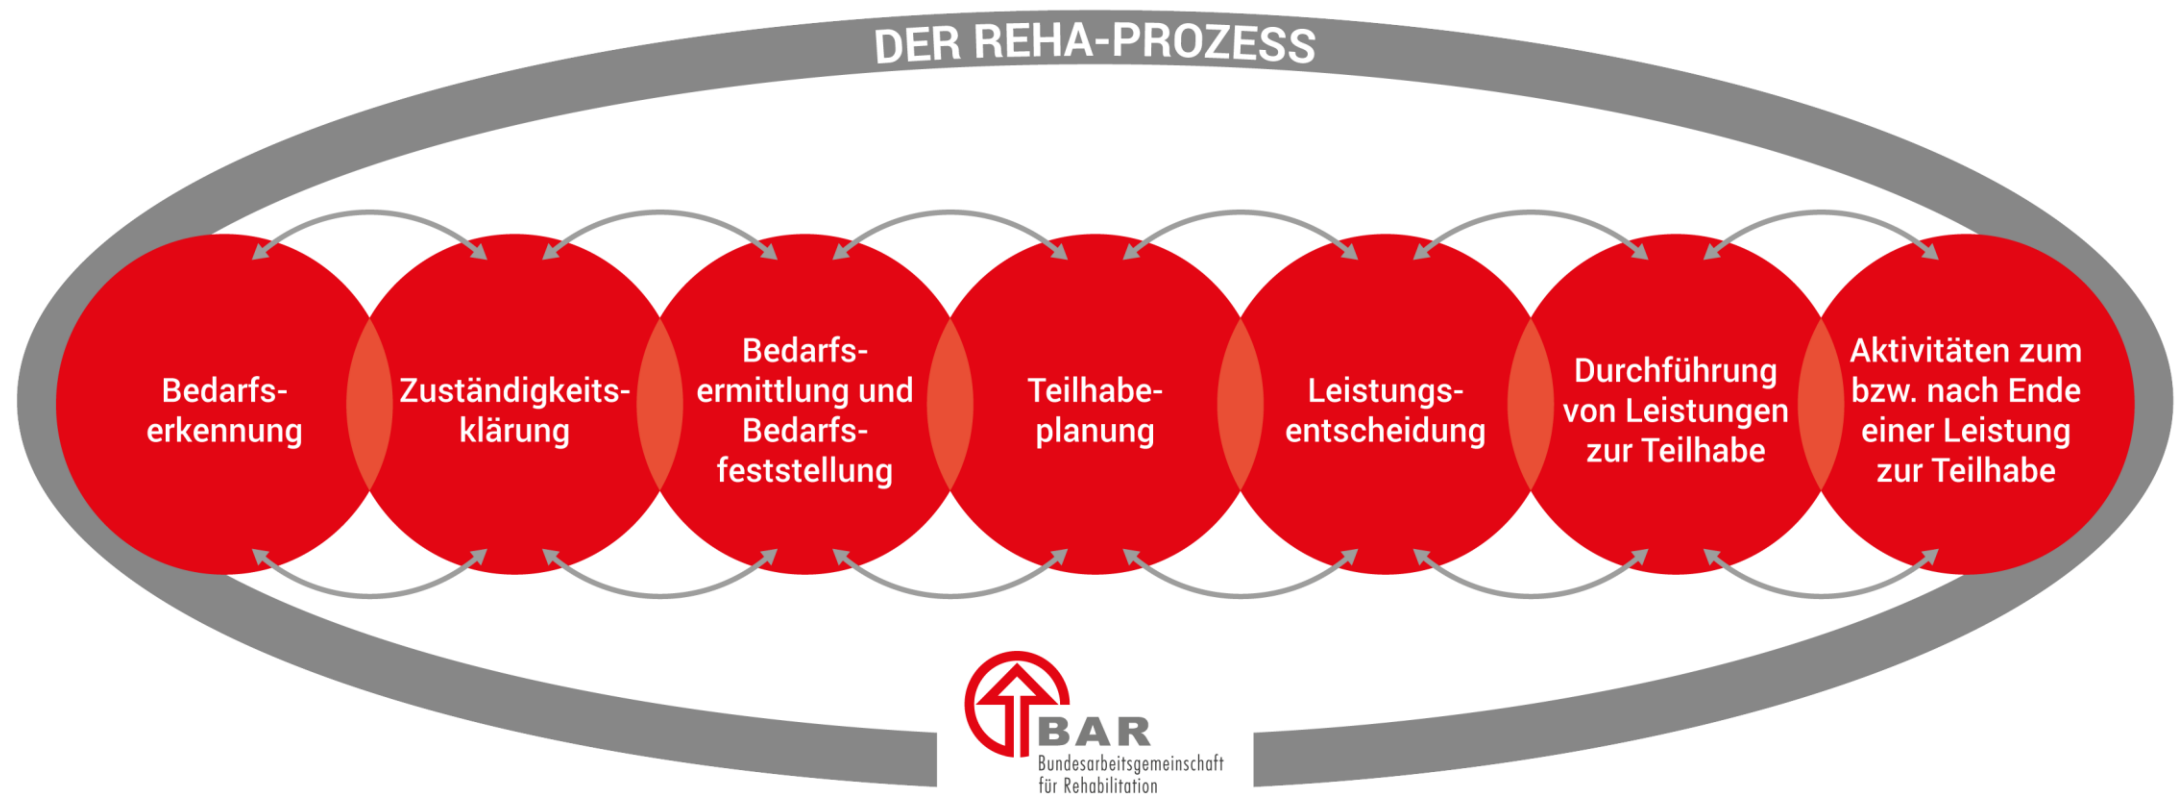 DER REHA-PROZESS
Bedarfs-
erkennung
Zuständigkeits-
klärung
Bedarfs-
ermittlung und
Bedarfs-
feststellung
Teilhabe-
planung
Leistungs-
entscheidung
Durchführung
von Leistungen
zur Teilhabe
Aktivitäten zum
bzw. nach Ende
einer Leistung
zur Teilhabe
BAR
Bundesarbeitsgemeinschaft
für Rehabilitation